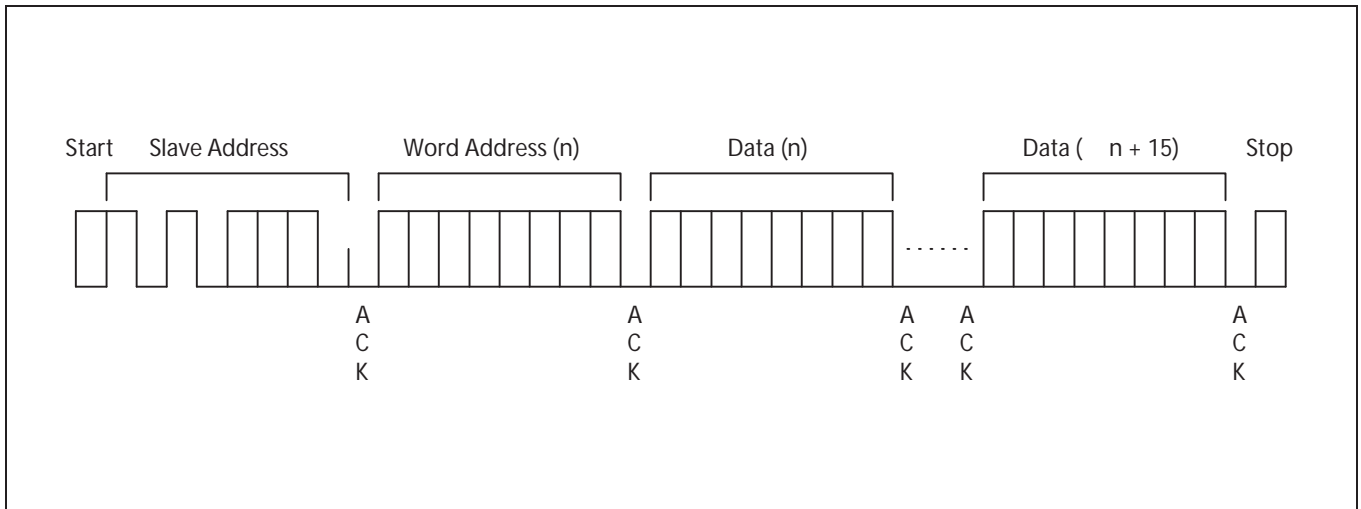 Start Slave Address Word Address (n) Data (n) Data ( n + 15) Stop
......
A A A A A
C C C C C
K K K K K